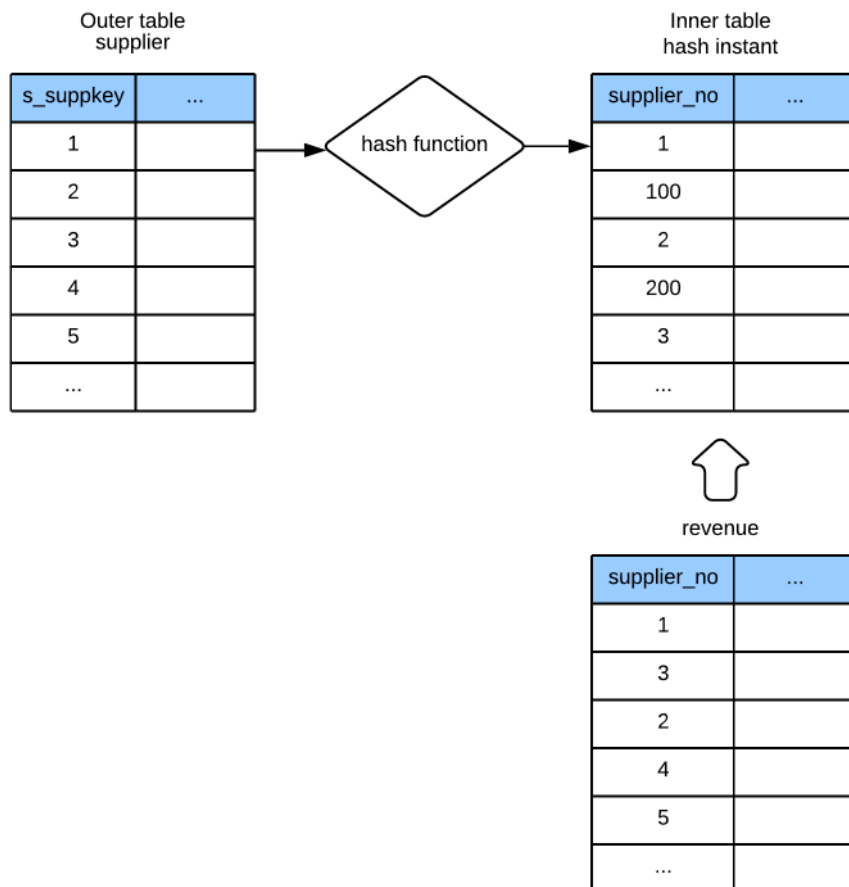 Outer table
supplier
s_suppkey ...
1
2
3
4
5
...
hash function
Inner table
hash instant
supplier_no ...
1
100
2
200
3
...
revenue
supplier_no ...
1
3
2
4
5
...